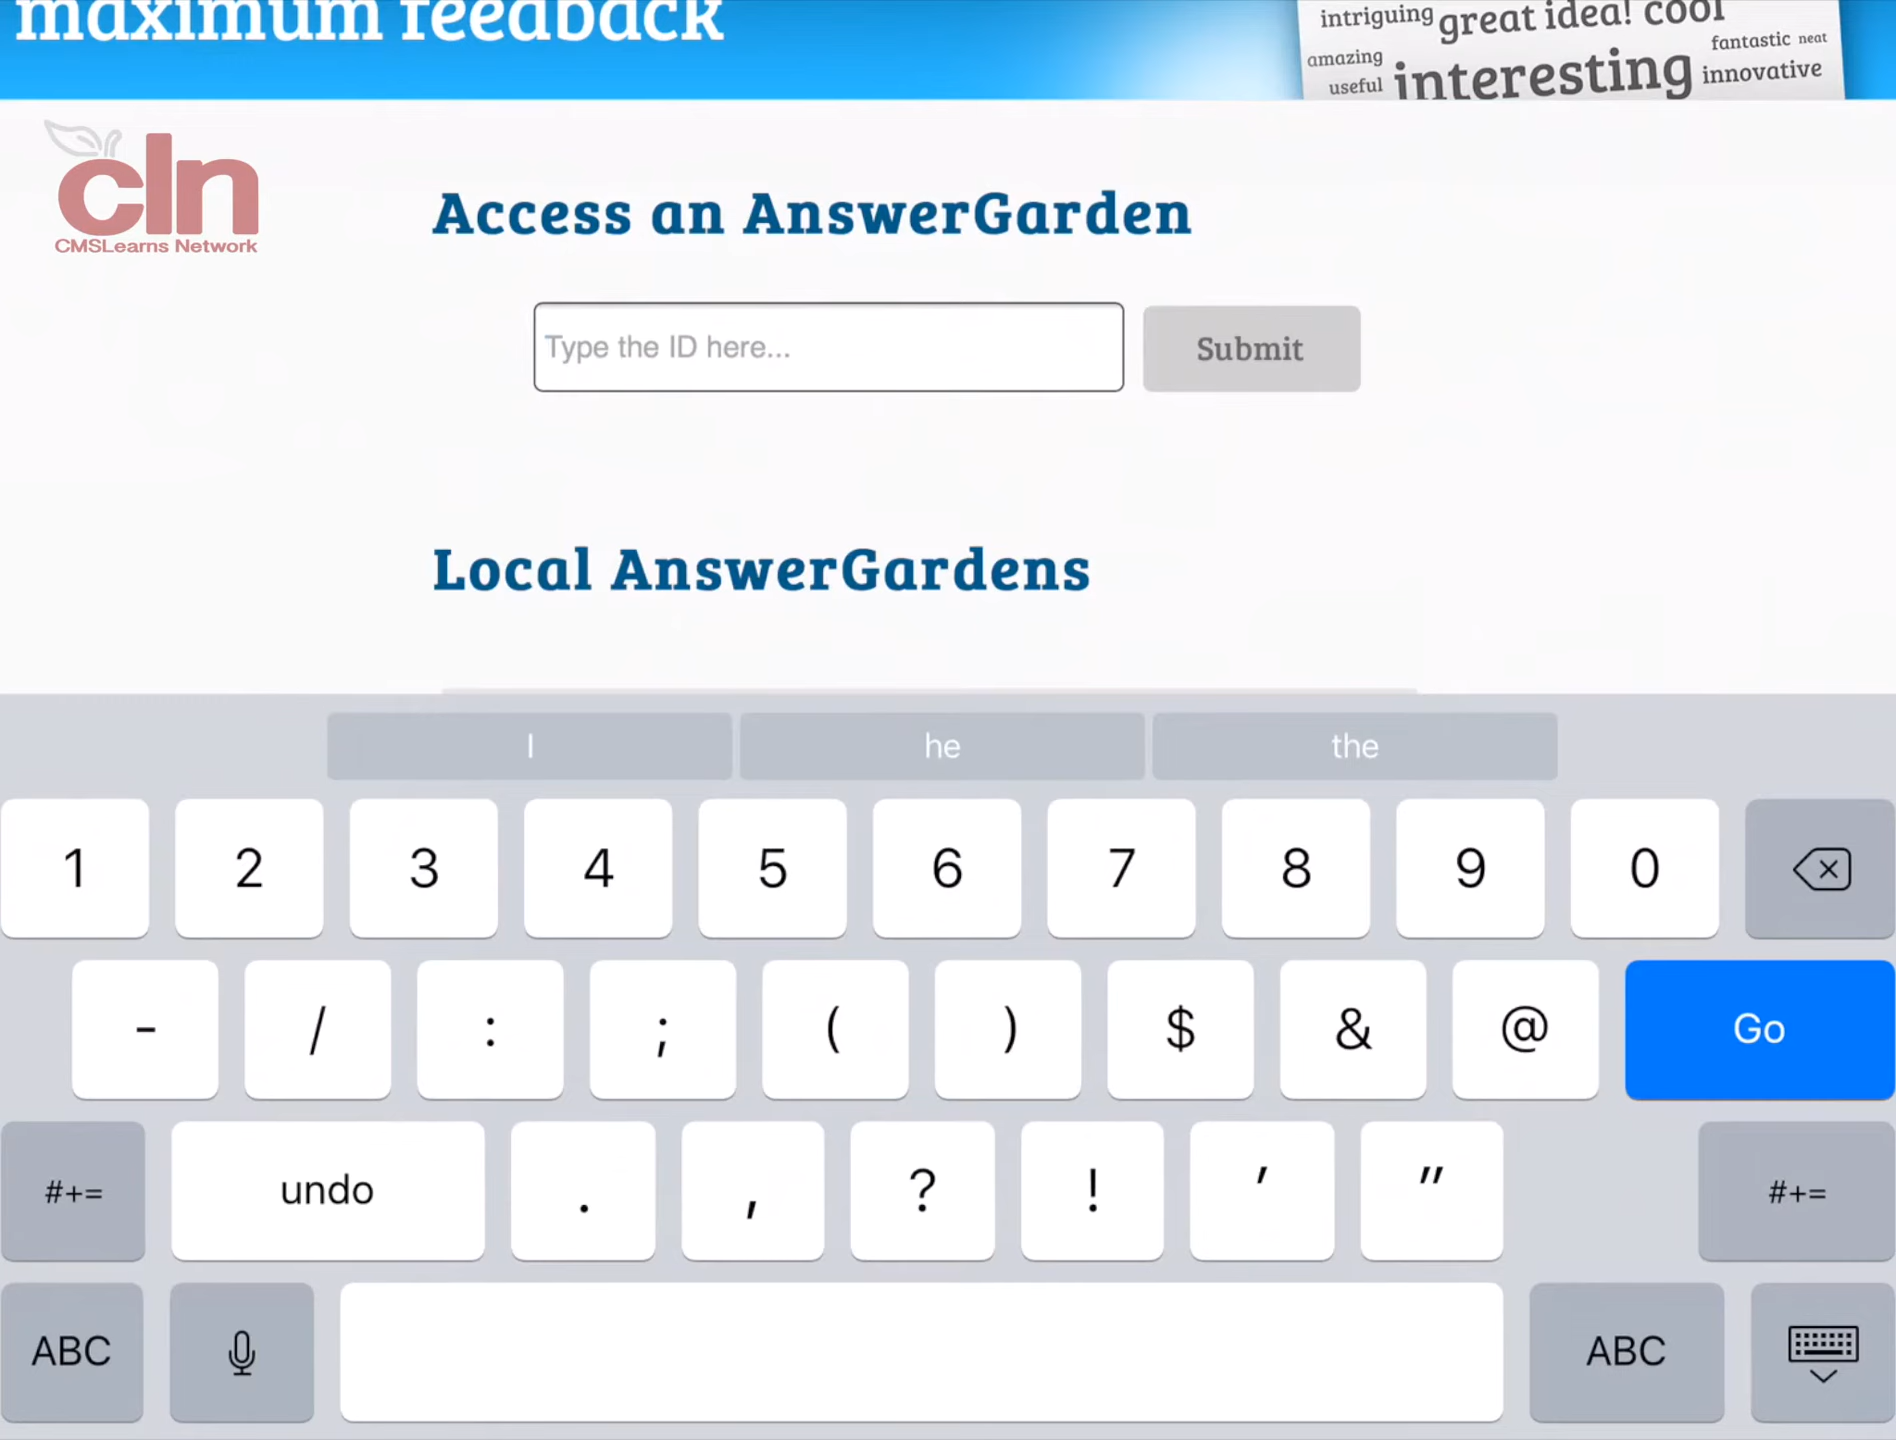 maximum feedback
intriguing great idea! cool
amazing fantastic neat
useful interesting innovative
cln
CMSLearns Network
Access an AnswerGarden
Type the ID here...
Submit
Local AnswerGardens
I he the
1 2 3 4 5 6 7 8 9 0
- / : ; ( ) $ & @ Go
#+= undo . , ? ! ' " #+=
ABC ABC